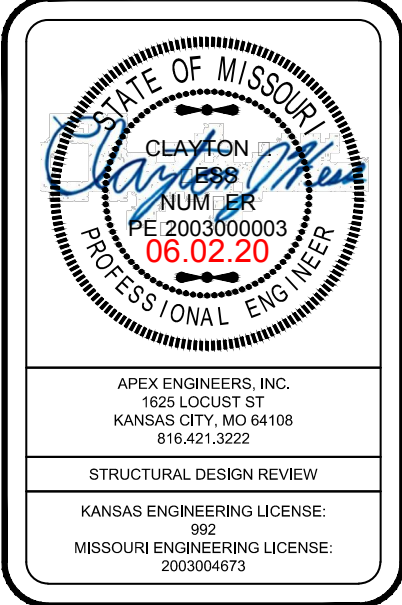 STATE OF MISSOURI
CLAYTON
PE 2003000003
06.02.20
PROFESSIONAL ENGINEER
APEX ENGINEERS, INC.
1625 LOCUST ST
KANSAS CITY, MO 64108
816.421.3222
STRUCTURAL DESIGN REVIEW
KANSAS ENGINEERING LICENSE:
992
MISSOURI ENGINEERING LICENSE:
2003004673